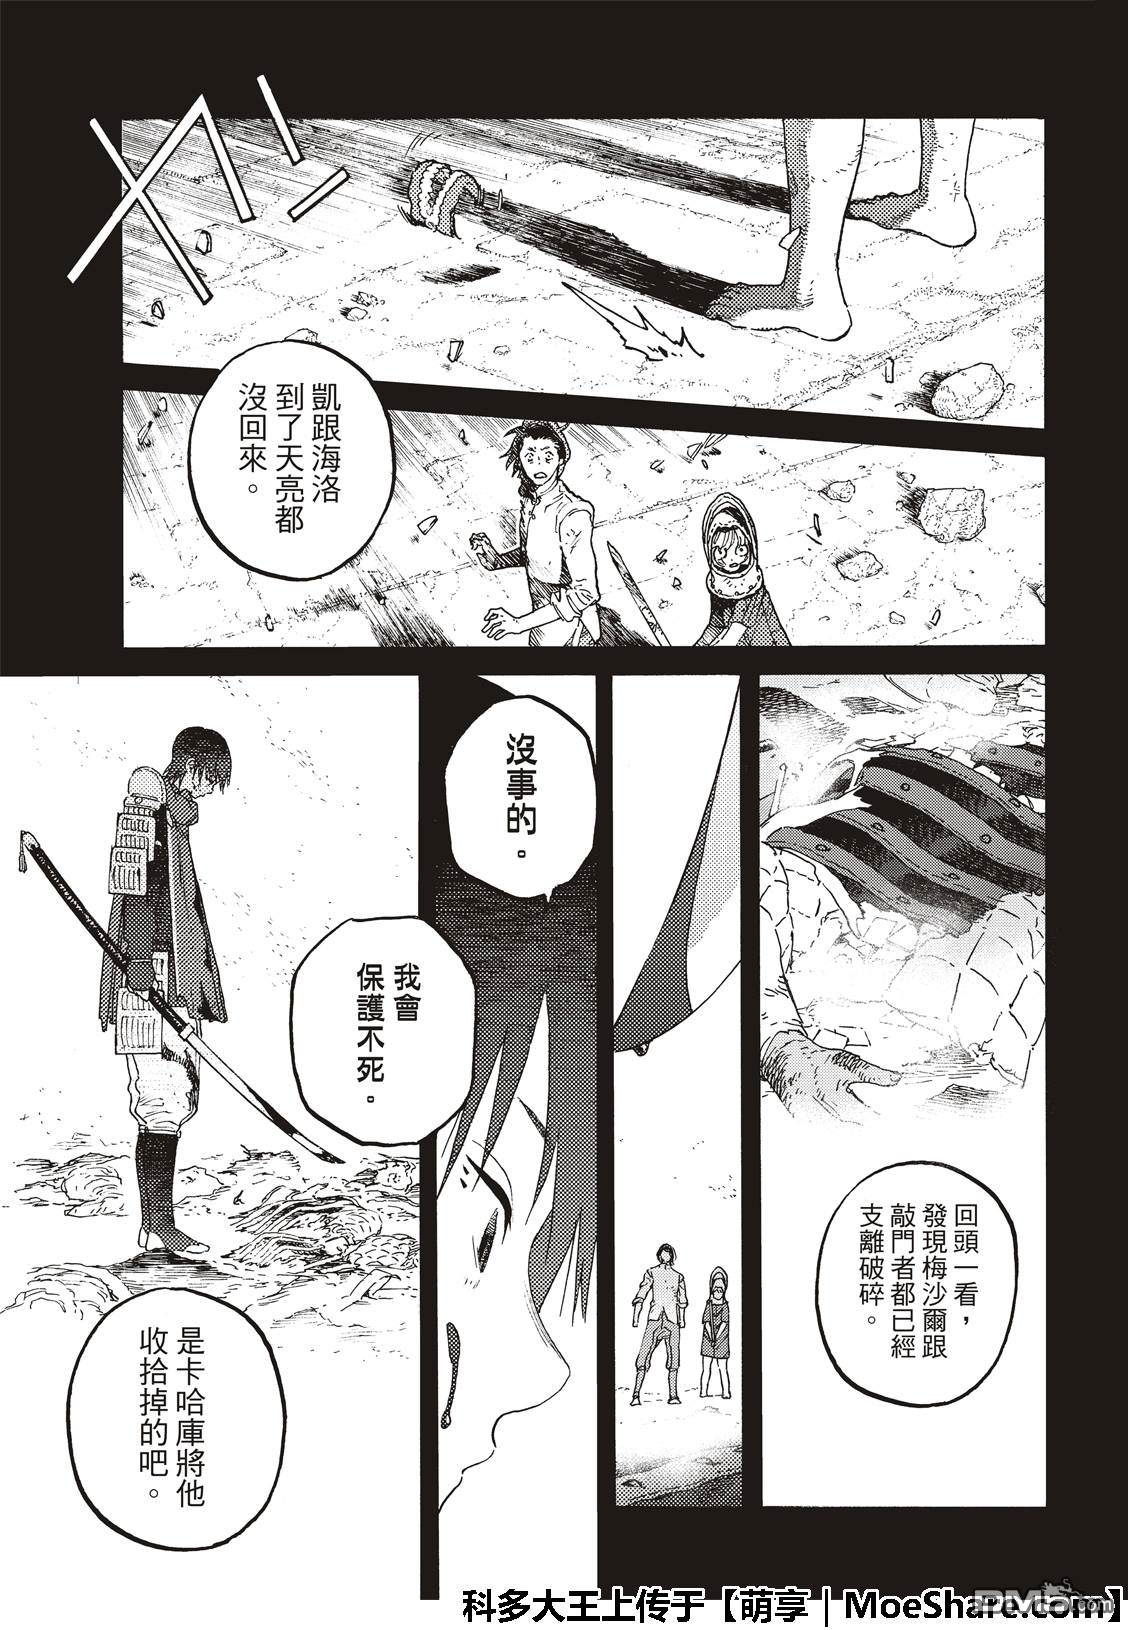 メリン
凱跟海洛
到了天亮都
沒回來。
回頭一看，
發現梅沙爾跟
敲門者都已經
支離破碎。
沒事的。
我會
保護不死。
是卡哈庫將他
收拾掉的吧。
科多大王上传于【萌享｜MoeShare.com】